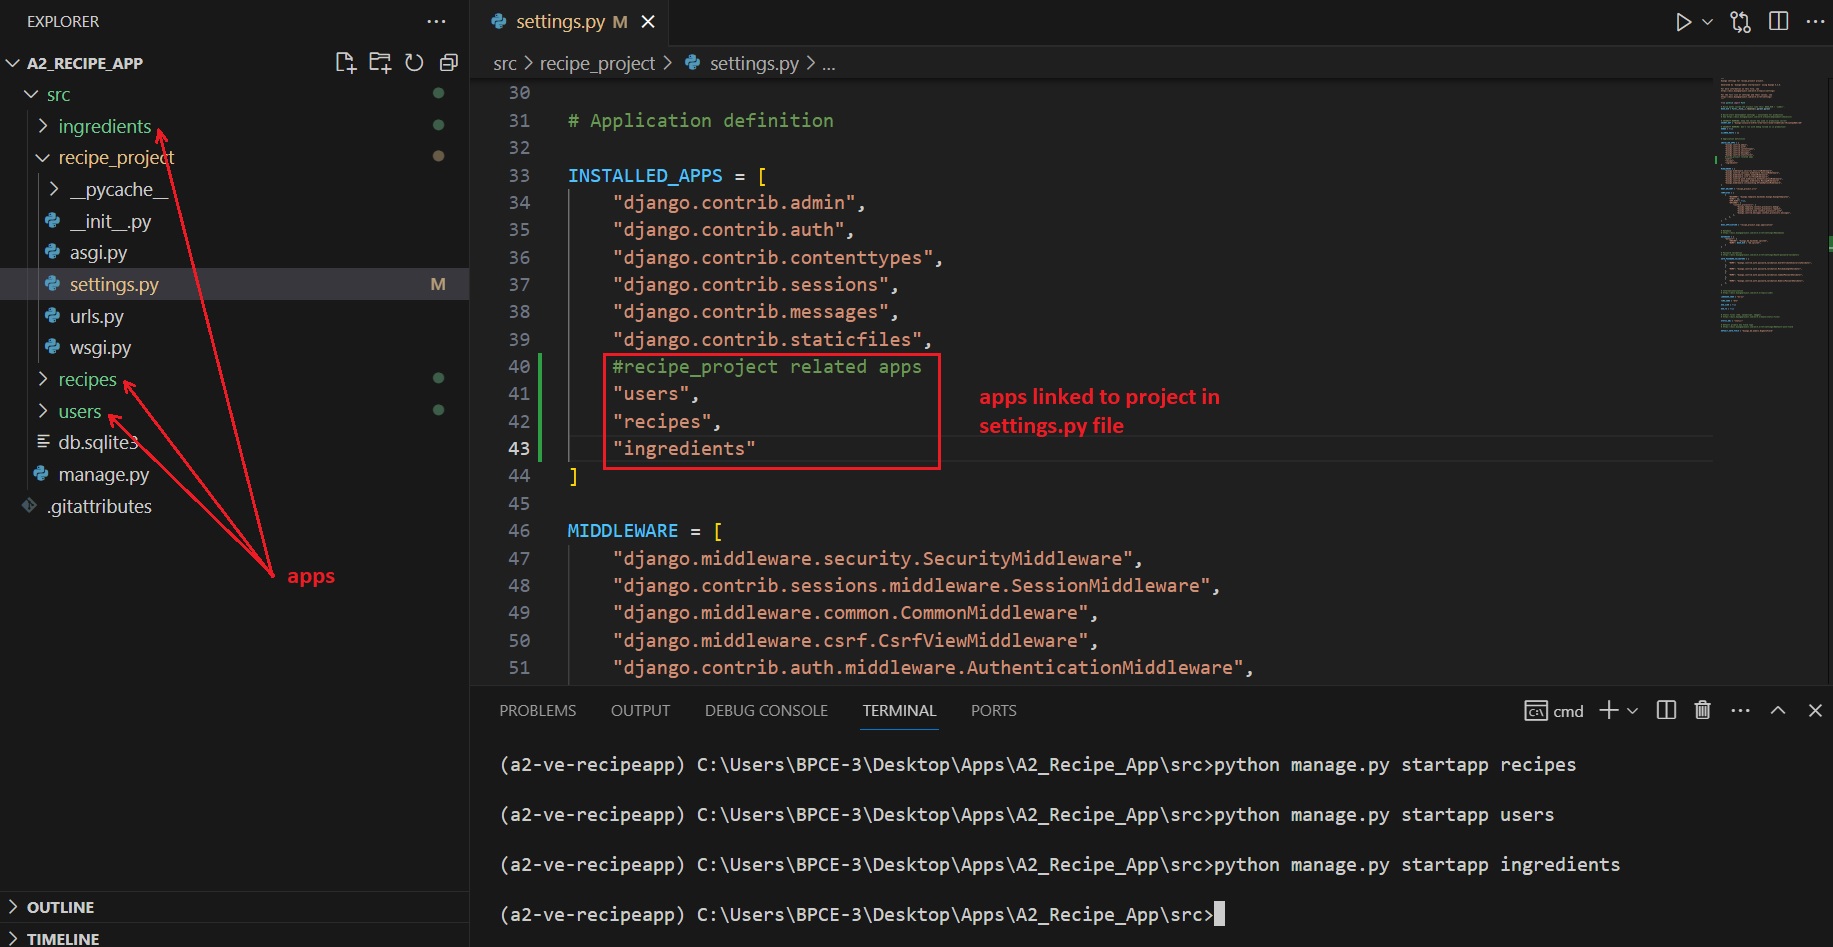 EXPLORER
A2_RECIPE_APP
src
ingredients
recipe_project
__pycache__
__init__.py
asgi.py
settings.py M
urls.py
wsgi.py
recipes
users
db.sqlite3
manage.py
.gitattributes
apps
OUTLINE
TIMELINE
settings.py M
src > recipe_project > settings.py > ...
30
31 # Application definition
32
33 INSTALLED_APPS = [
34 "django.contrib.admin",
35 "django.contrib.auth",
36 "django.contrib.contenttypes",
37 "django.contrib.sessions",
38 "django.contrib.messages",
39 "django.contrib.staticfiles",
40 #recipe_project related apps
41 "users",
42 "recipes",
43 "ingredients"
44 ]
45
46 MIDDLEWARE = [
47 "django.middleware.security.SecurityMiddleware",
48 "django.contrib.sessions.middleware.SessionMiddleware",
49 "django.middleware.common.CommonMiddleware",
50 "django.middleware.csrf.CsrfViewMiddleware",
51 "django.contrib.auth.middleware.AuthenticationMiddleware",
apps linked to project in
settings.py file
PROBLEMS OUTPUT DEBUG CONSOLE TERMINAL PORTS cmd
(a2-ve-recipeapp) C:\Users\BPCE-3\Desktop\Apps\A2_Recipe_App\src>python manage.py startapp recipes
(a2-ve-recipeapp) C:\Users\BPCE-3\Desktop\Apps\A2_Recipe_App\src>python manage.py startapp users
(a2-ve-recipeapp) C:\Users\BPCE-3\Desktop\Apps\A2_Recipe_App\src>python manage.py startapp ingredients
(a2-ve-recipeapp) C:\Users\BPCE-3\Desktop\Apps\A2_Recipe_App\src>